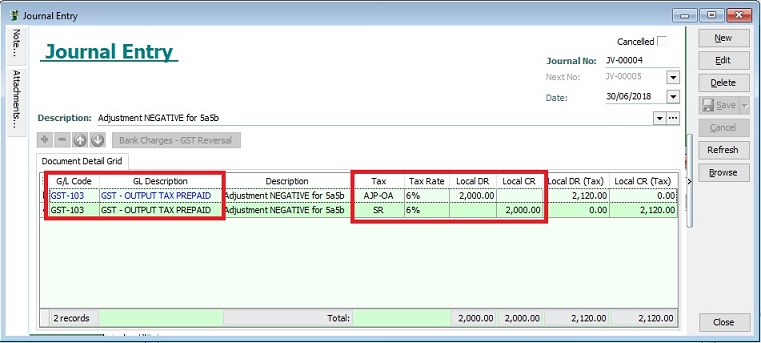 Journal Entry
Note...
Attachments...
Journal Entry
Cancelled
Journal No: JV-00004
Next No: JV-00005
Date: 30/06/2018
Description: Adjustment NEGATIVE for 5a5b
Bank Charges - GST Reversal
Document Detail Grid
G/L Code GL Description Description Tax Tax Rate Local DR Local CR Local DR (Tax) Local CR (Tax)
GST-103 GST - OUTPUT TAX PREPAID Adjustment NEGATIVE for 5a5b AJP-OA 6% 2,000.00 2,120.00 0.00
GST-103 GST - OUTPUT TAX PREPAID Adjustment NEGATIVE for 5a5b SR 6% 2,000.00 0.00 2,120.00
2 records Total: 2,000.00 2,000.00 2,120.00 2,120.00
New
Edit
Delete
Save
Cancel
Refresh
Browse
Close